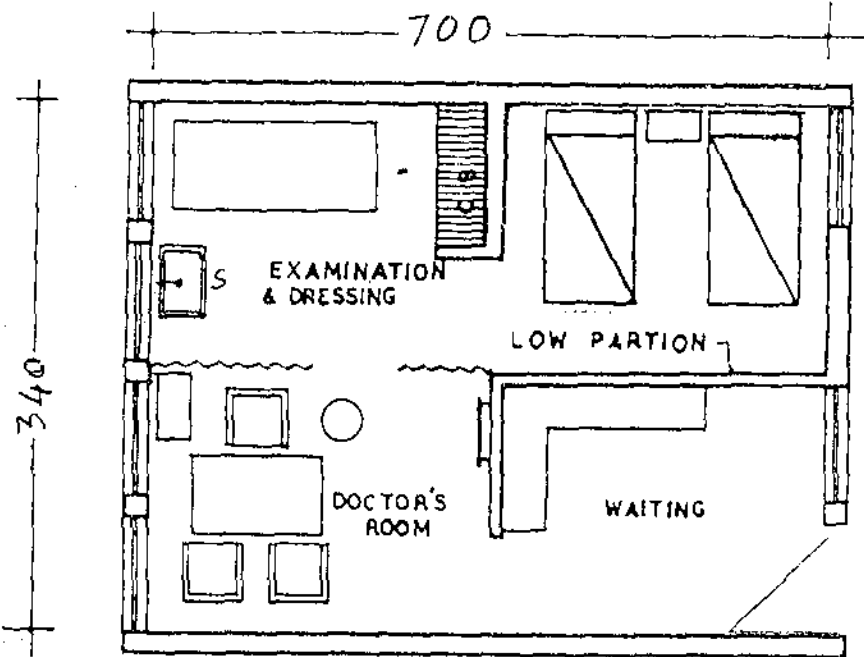 700
340
EXAMINATION
& DRESSING
S
LOW PARTION
DOCTOR'S
ROOM
WAITING